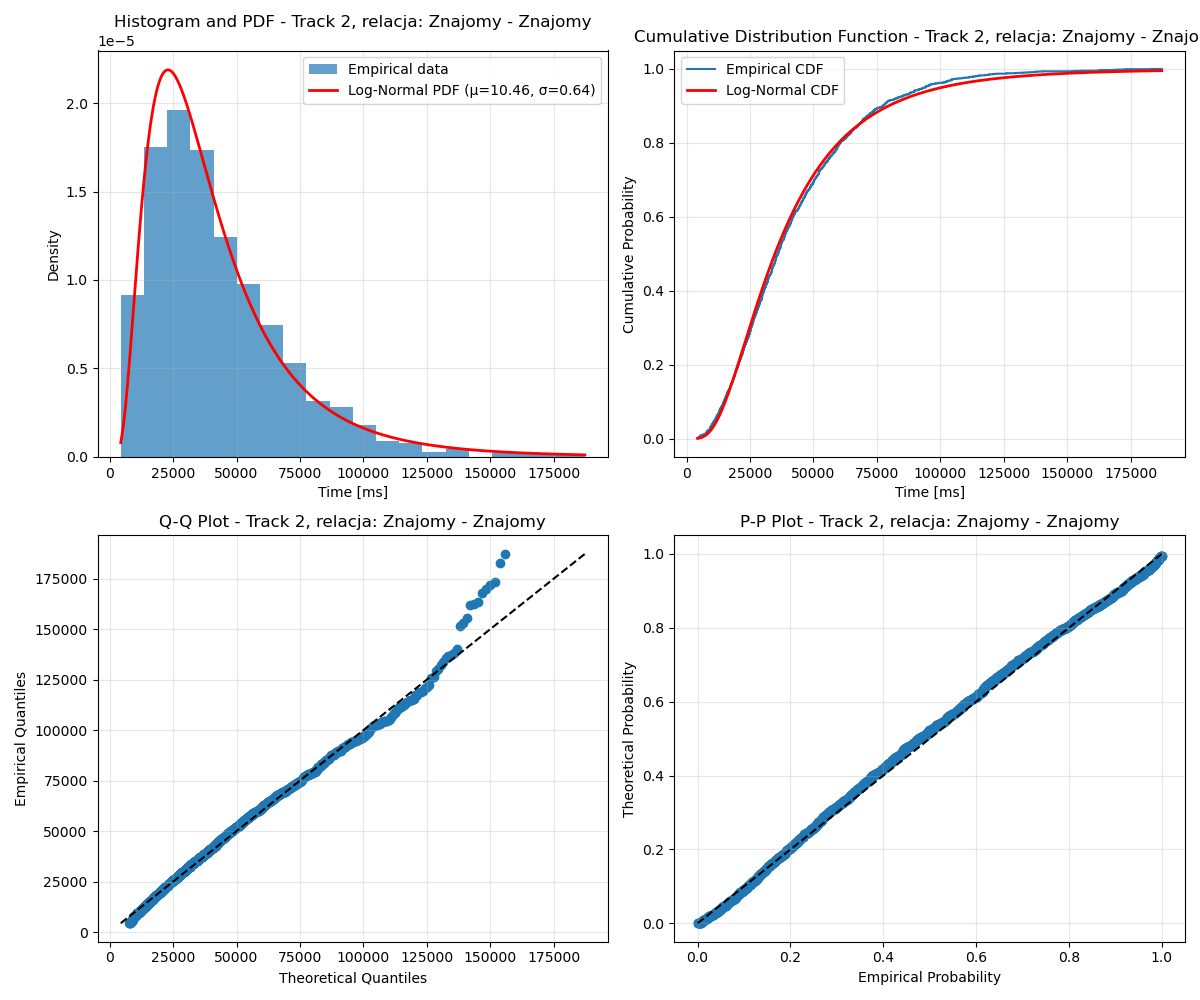 Histogram and PDF - Track 2, relacja: Znajomy - Znajomy
1e−5
Empirical data
Log-Normal PDF (μ=10.46, σ=0.64)
2.0
1.5
1.0
0.5
0.0
Density
0 25000 50000 75000 100000 125000 150000 175000
Time [ms]
Cumulative Distribution Function - Track 2, relacja: Znajomy - Znajo
Empirical CDF
Log-Normal CDF
1.0
0.8
0.6
0.4
0.2
0.0
Cumulative Probability
0 25000 50000 75000 100000 125000 150000 175000
Time [ms]
Q-Q Plot - Track 2, relacja: Znajomy - Znajomy
175000
150000
125000
100000
75000
50000
25000
0
Empirical Quantiles
0 25000 50000 75000 100000 125000 150000 175000
Theoretical Quantiles
P-P Plot - Track 2, relacja: Znajomy - Znajomy
1.0
0.8
0.6
0.4
0.2
0.0
Theoretical Probability
0.0 0.2 0.4 0.6 0.8 1.0
Empirical Probability